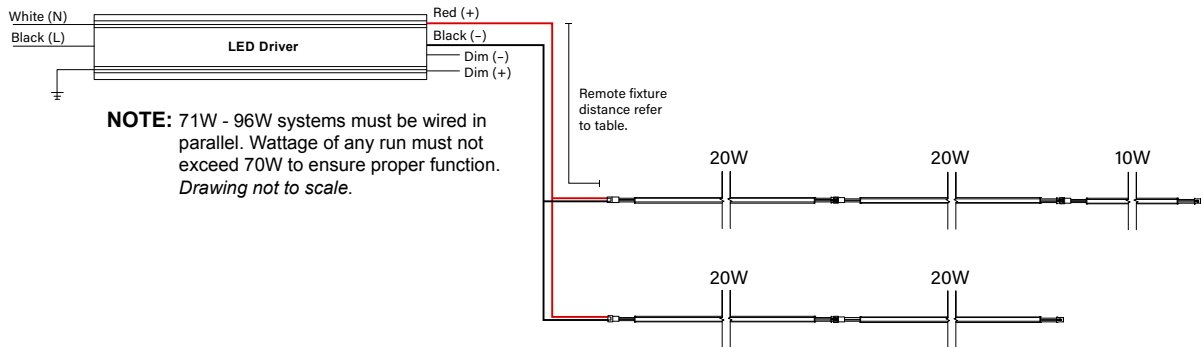 White (N)
Black (L)
LED Driver
Red (+)
Black (–)
Dim (–)
Dim (+)
NOTE: 71W - 96W systems must be wired in
parallel. Wattage of any run must not
exceed 70W to ensure proper function.
Drawing not to scale.
Remote fixture
distance refer
to table.
20W
20W
10W
20W
20W